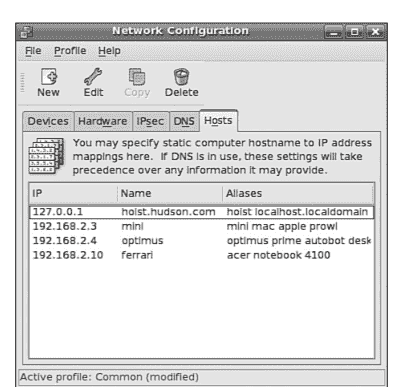 Network Configuration
File Profile Help
New Edit Copy Delete
Devices Hardware IPsec DNS Hosts
You may specify static computer hostname to IP address
mappings here. If DNS is in use, these settings will take
precedence over any information it may provide.
IP Name Aliases
127.0.0.1 hoist.hudson.com hoist localhost.localdomain
192.168.2.3 mini mini mac apple prowl
192.168.2.4 optimus optimus prime autobot desk
192.168.2.10 ferrari acer notebook 4100
Active profile: Common (modified)